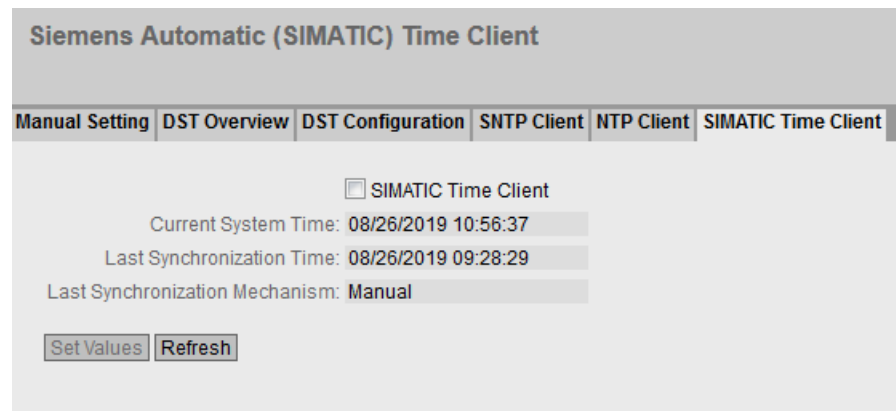 Siemens Automatic (SIMATIC) Time Client
Manual Setting DST Overview DST Configuration SNTP Client NTP Client SIMATIC Time Client
SIMATIC Time Client
Current System Time: 08/26/2019 10:56:37
Last Synchronization Time: 08/26/2019 09:28:29
Last Synchronization Mechanism: Manual
Set Values Refresh